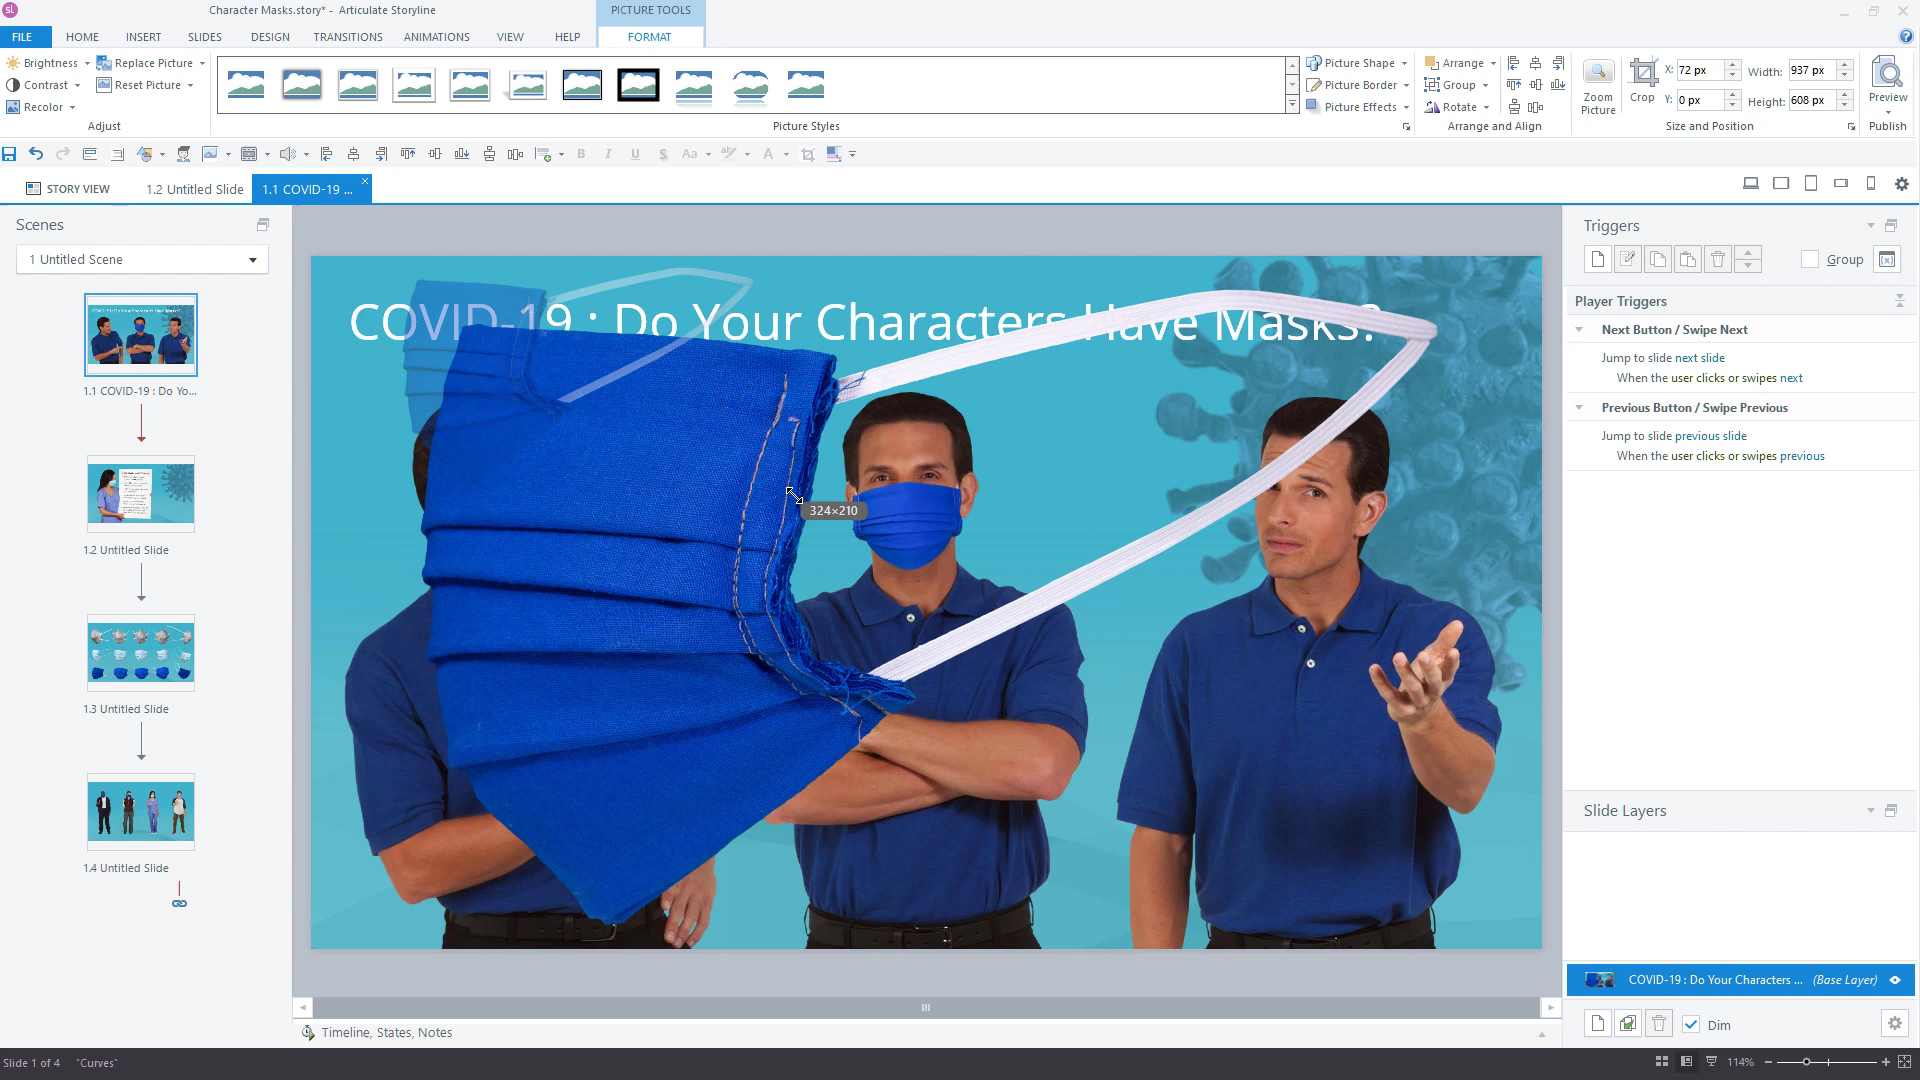 Character Masks.story* - Articulate Storyline
PICTURE TOOLS
FILE HOME INSERT SLIDES DESIGN TRANSITIONS ANIMATIONS VIEW HELP FORMAT
Brightness Replace Picture
Contrast Reset Picture
Recolor
Adjust
Picture Styles
Picture Shape
Picture Border
Picture Effects
Arrange
Group
Rotate
Arrange and Align
Zoom Picture
Crop
X: 72 px Width: 937 px
Y: 0 px Height: 608 px
Size and Position
Preview
Publish
STORY VIEW 1.2 Untitled Slide 1.1 COVID-19 ...
Scenes
1 Untitled Scene
1.1 COVID-19 : Do Yo...
1.2 Untitled Slide
1.3 Untitled Slide
1.4 Untitled Slide
COVID-19 : Do Your Characters Have Masks?
324×210
Timeline, States, Notes
Triggers
Group
Player Triggers
Next Button / Swipe Next
Jump to slide next slide
When the user clicks or swipes next
Previous Button / Swipe Previous
Jump to slide previous slide
When the user clicks or swipes previous
Slide Layers
COVID-19 : Do Your Characters ... (Base Layer)
Dim
Slide 1 of 4 "Curves"
114%